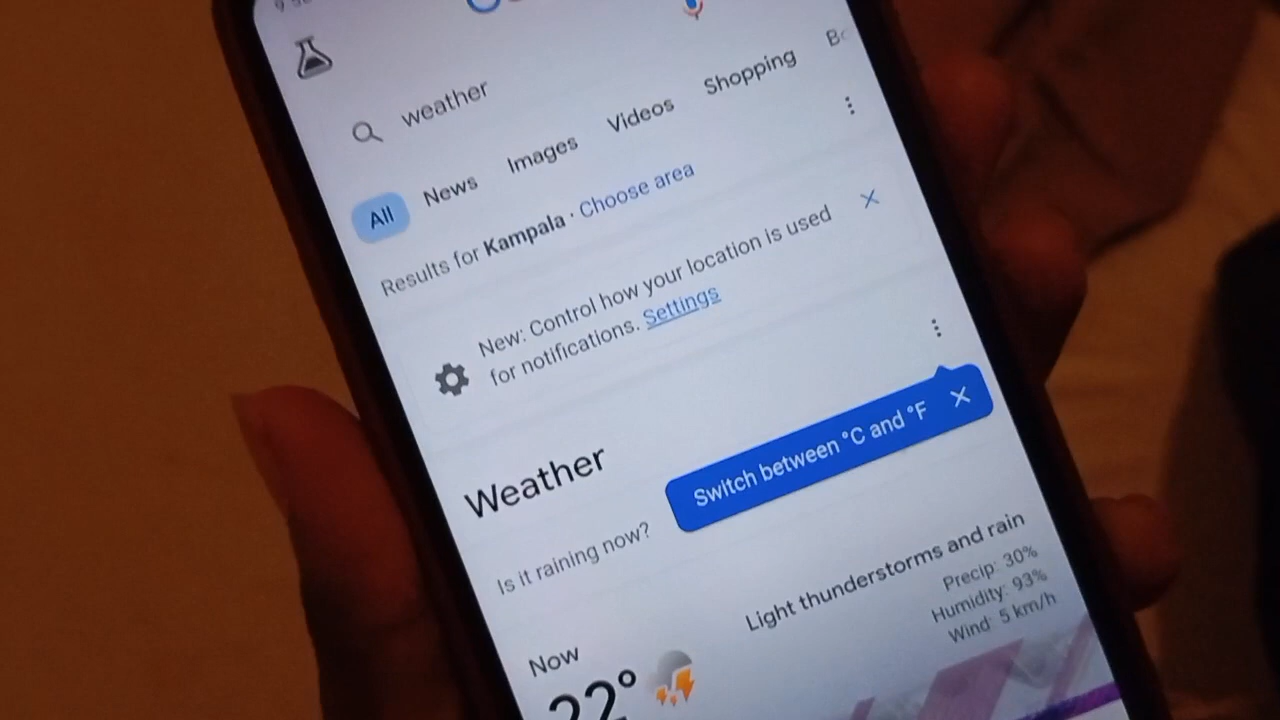 weather
All News Images Videos Shopping
Results for Kampala · Choose area
New: Control how your location is used
for notifications. Settings
Weather
Switch between °C and °F
Is it raining now?
Light thunderstorms and rain
Precip: 30%
Humidity: 93%
Wind: 5 km/h
Now
22°